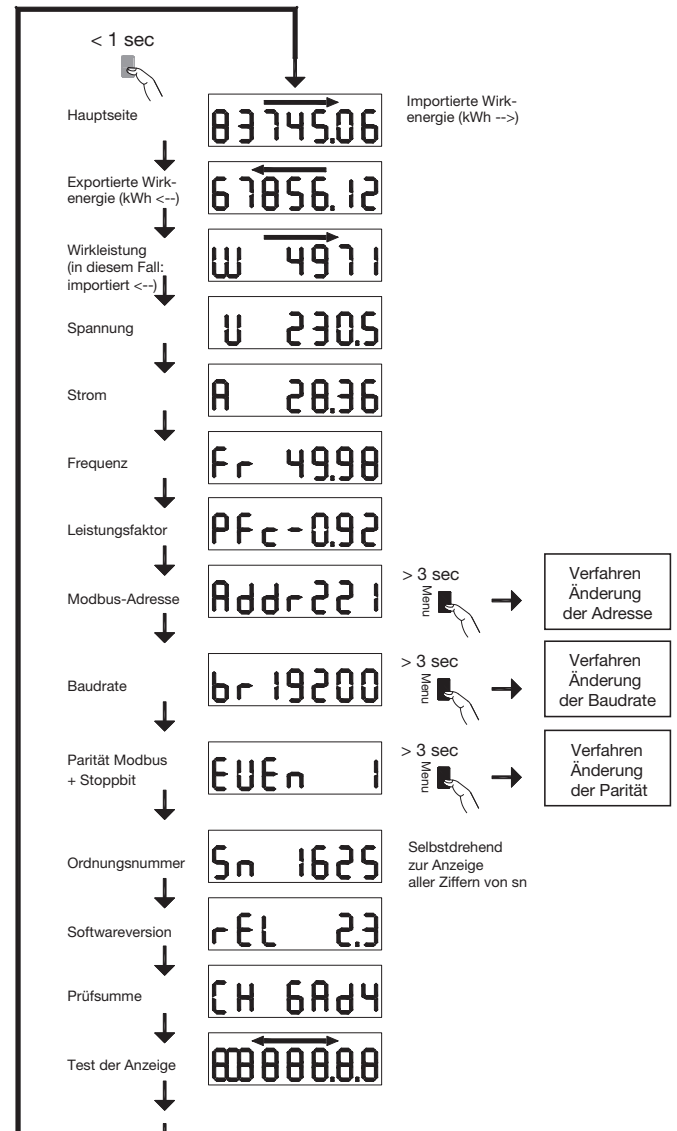 < 1 sec
Hauptseite
83745.06
Importierte Wirk-
energie (kWh -->)
Exportierte Wirk-
energie (kWh <--)
67856.12
Wirkleistung
(in diesem Fall:
importiert <--)
W 4971
Spannung
U 230.5
Strom
A 28.36
Frequenz
Fr 49.98
Leistungsfaktor
PFc-0.92
Modbus-Adresse
Addr221
> 3 sec
Menu
Verfahren
Änderung
der Adresse
Baudrate
br 19200
> 3 sec
Menu
Verfahren
Änderung
der Baudrate
Parität Modbus
+ Stoppbit
EUEn 1
> 3 sec
Menu
Verfahren
Änderung
der Parität
Ordnungsnummer
Sn 1625
Selbstdrehend
zur Anzeige
aller Ziffern von sn
Softwareversion
rEL 2.3
Prüfsumme
CH 6Ad4
Test der Anzeige
888888.8.8